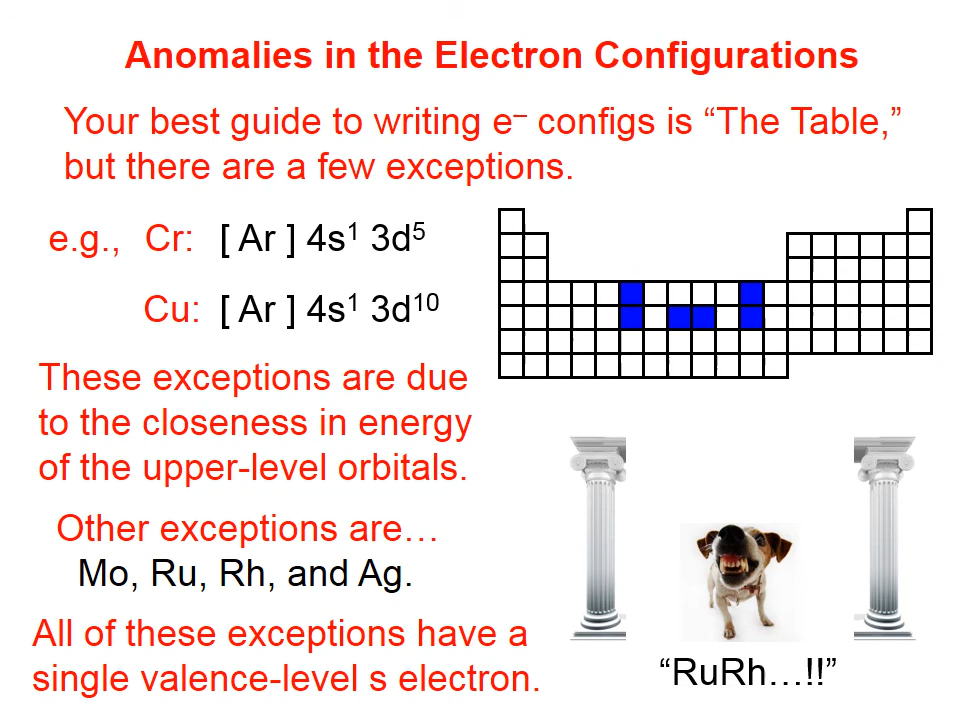 Anomalies in the Electron Configurations
Your best guide to writing e– configs is “The Table,”
but there are a few exceptions.
e.g., Cr: [ Ar ] 4s1 3d5
Cu: [ Ar ] 4s1 3d10
These exceptions are due
to the closeness in energy
of the upper-level orbitals.
Other exceptions are…
Mo, Ru, Rh, and Ag.
All of these exceptions have a
single valence-level s electron.
“RuRh…!!”